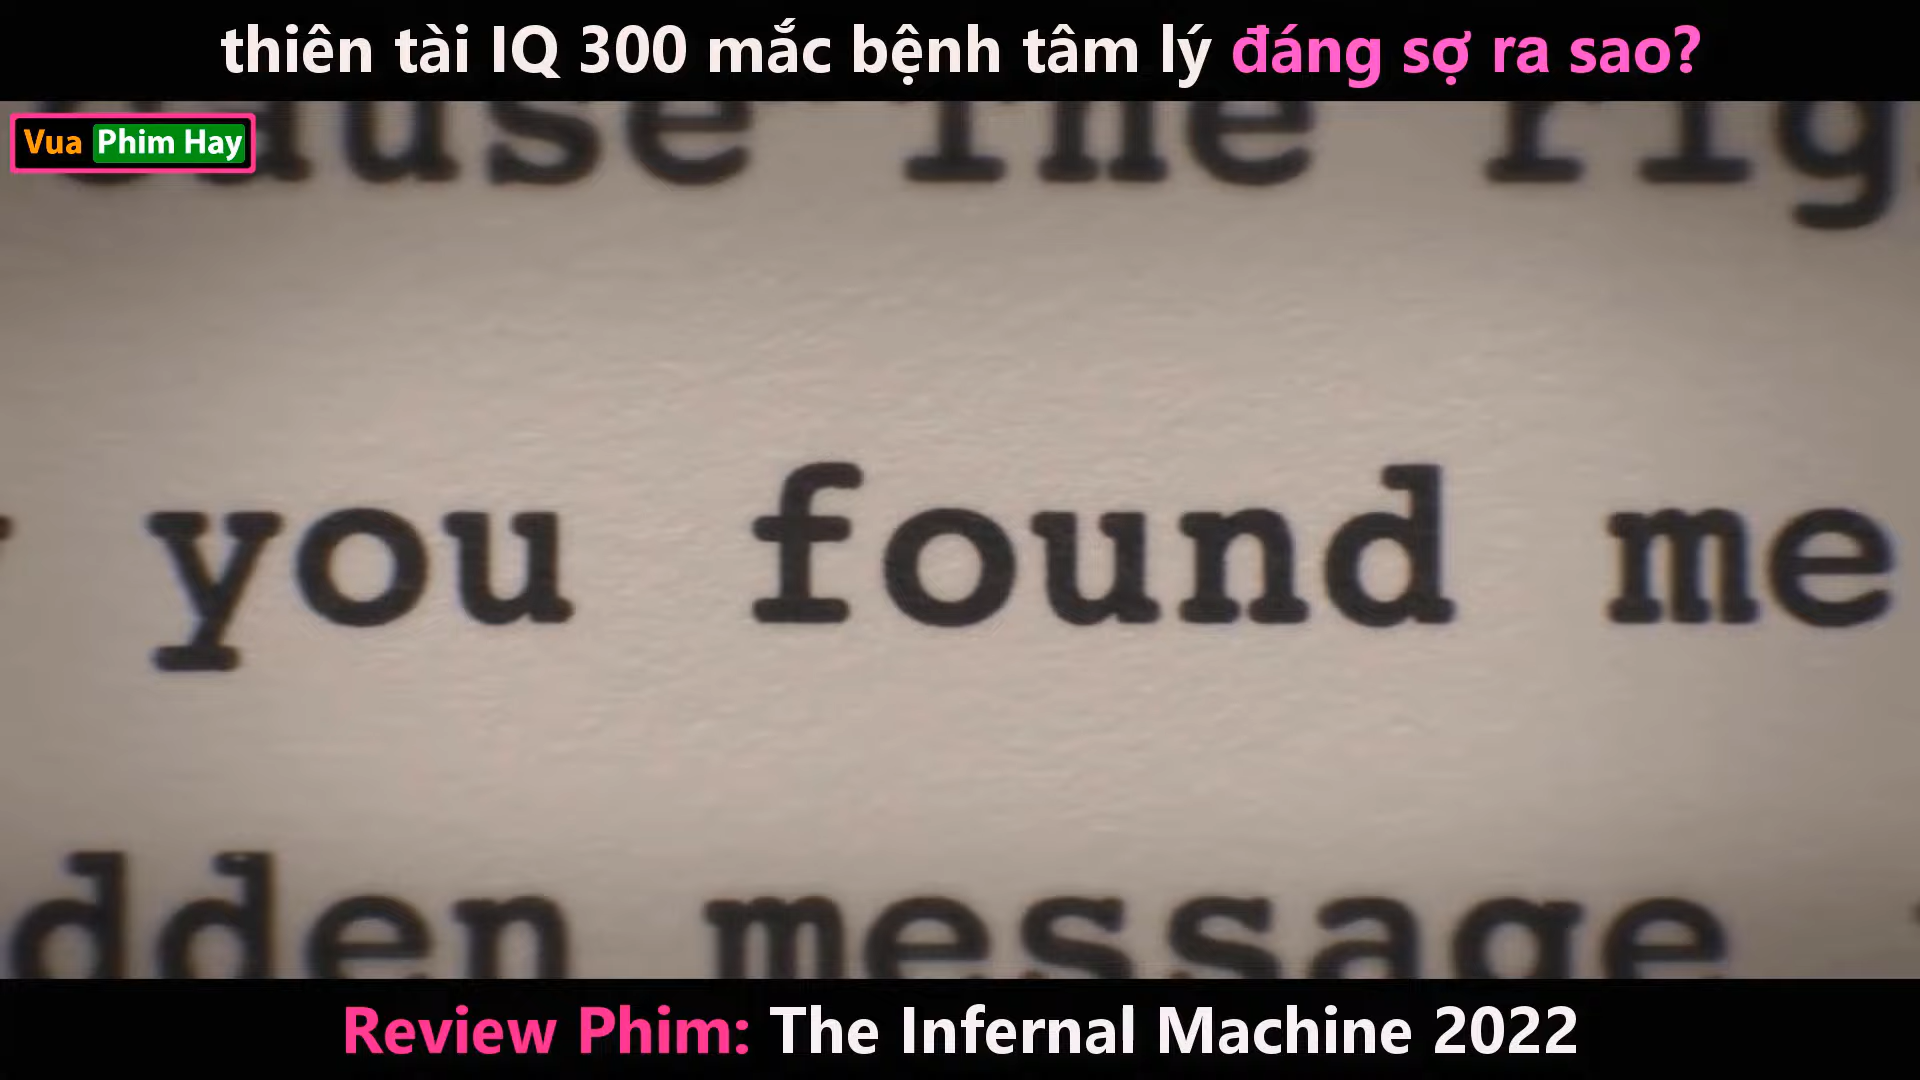 thiên tài IQ 300 mắc bệnh tâm lý đáng sợ ra sao?
Vua Phim Hay
you found me
message
Review Phim: The Infernal Machine 2022